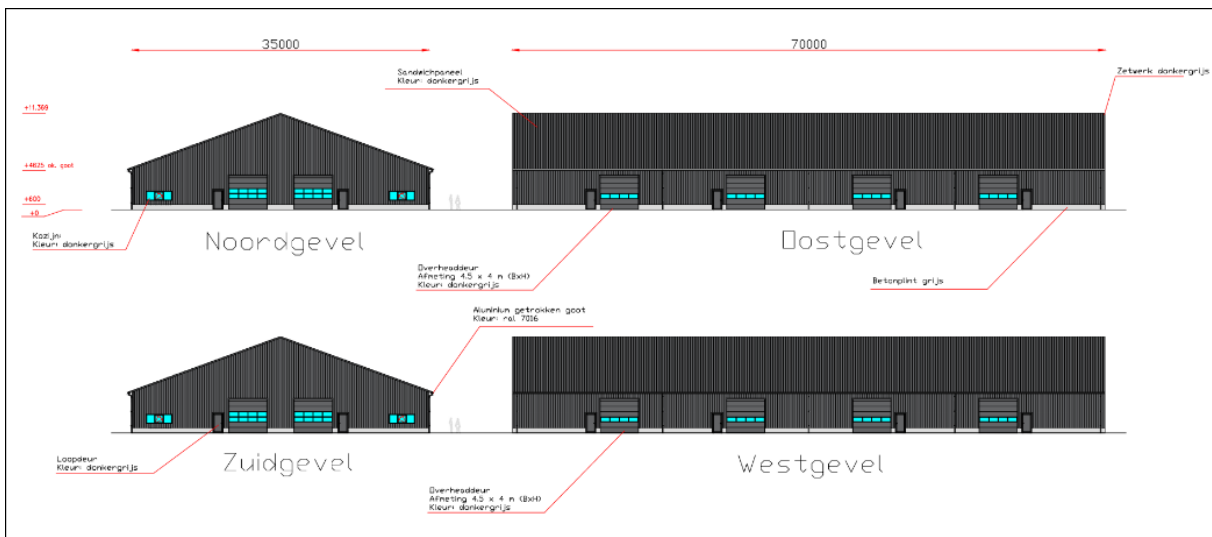 35000
70000
Sandwichpaneel
Kleur: donkergrijs
Zetwerk donkergrijs
+11.389
+4625 ok. goot
+600
+0
Kozijn:
Kleur: donkergrijs
Noordgevel
Oostgevel
Overheaddeur
Afmeting 4.5 x 4 m (BxH)
Kleur: donkergrijs
Betonplint grijs
Aluminium getrokken goot
Kleur: ral 7016
Loopdeur
Kleur: donkergrijs
Zuidgevel
Westgevel
Overheaddeur
Afmeting 4.5 x 4 m (BxH)
Kleur: donkergrijs